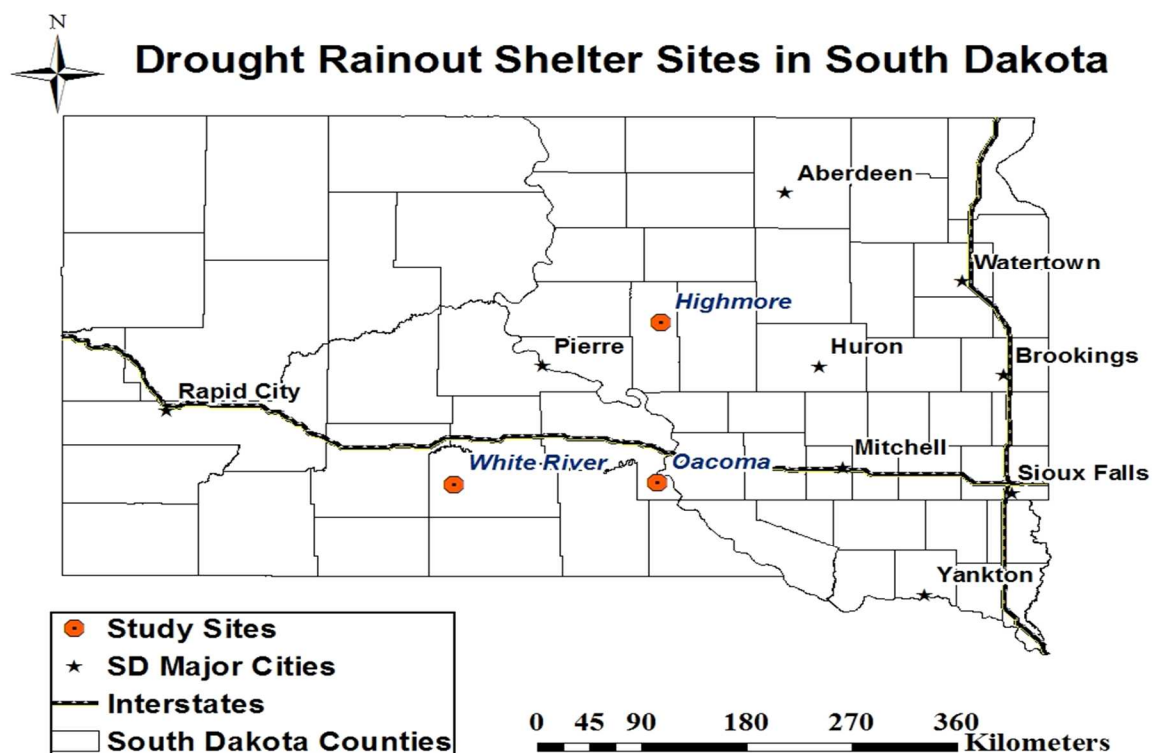 N
Drought Rainout Shelter Sites in South Dakota
Aberdeen
Watertown
Highmore
Pierre
Huron
Brookings
Rapid City
Mitchell
White River
Oacoma
Sioux Falls
Yankton
Study Sites
SD Major Cities
Interstates
South Dakota Counties
0 45 90 180 270 360
Kilometers